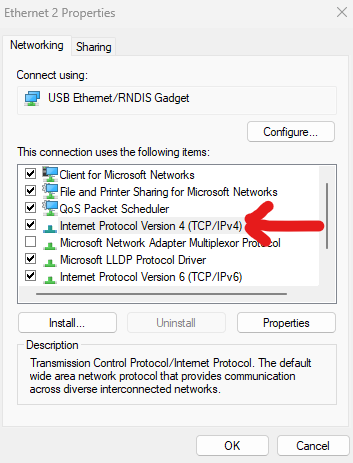 Ethernet 2 Properties
Networking
Sharing
Connect using:
USB Ethernet/RNDIS Gadget
Configure...
This connection uses the following items:
Client for Microsoft Networks
File and Printer Sharing for Microsoft Networks
QoS Packet Scheduler
Internet Protocol Version 4 (TCP/IPv4)
Microsoft Network Adapter Multiplexor Protocol
Microsoft LLDP Protocol Driver
Internet Protocol Version 6 (TCP/IPv6)
Install...
Uninstall
Properties
Description
Transmission Control Protocol/Internet Protocol. The default
wide area network protocol that provides communication
across diverse interconnected networks.
OK
Cancel